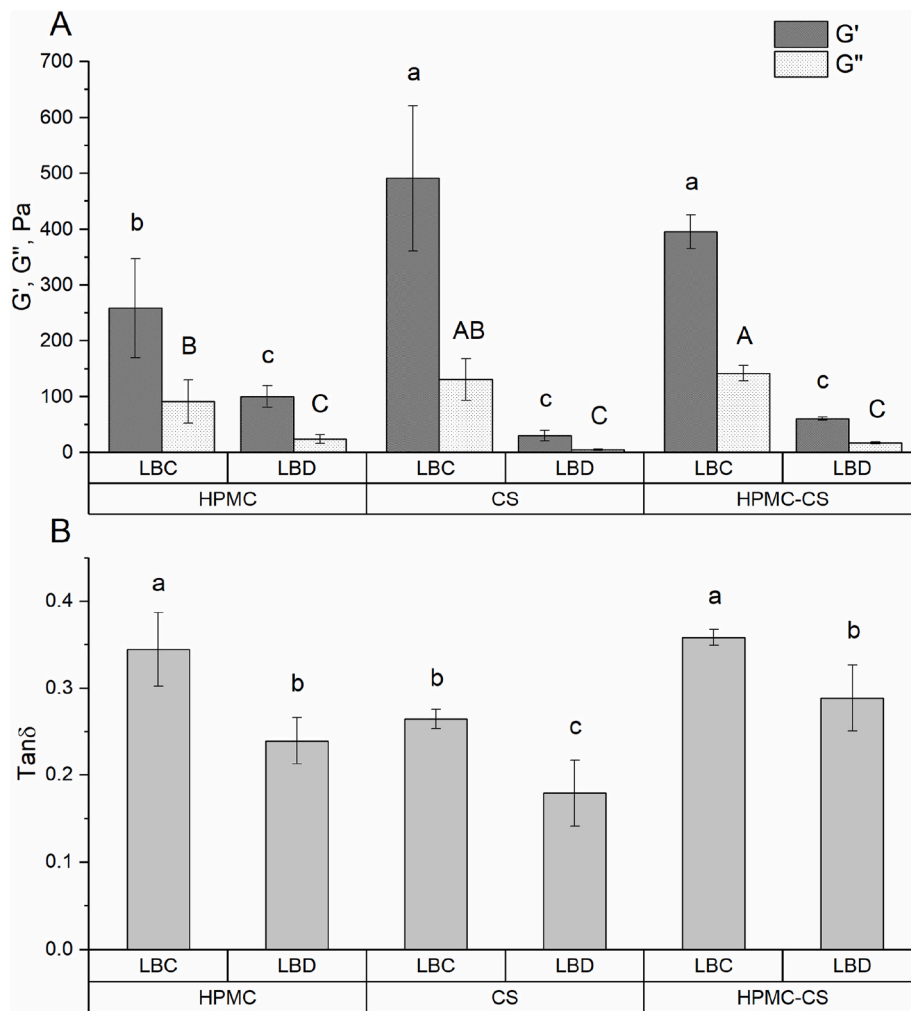 A
G'
G"
700
600
500
400
300
200
100
0
G', G", Pa
b
B
c
C
a
AB
c
C
a
A
c
C
LBC LBD LBC LBD LBC LBD
HPMC CS HPMC-CS
B
0.4
0.3
0.2
0.1
0.0
Tanδ
a
b
b
c
a
b
LBC LBD LBC LBD LBC LBD
HPMC CS HPMC-CS